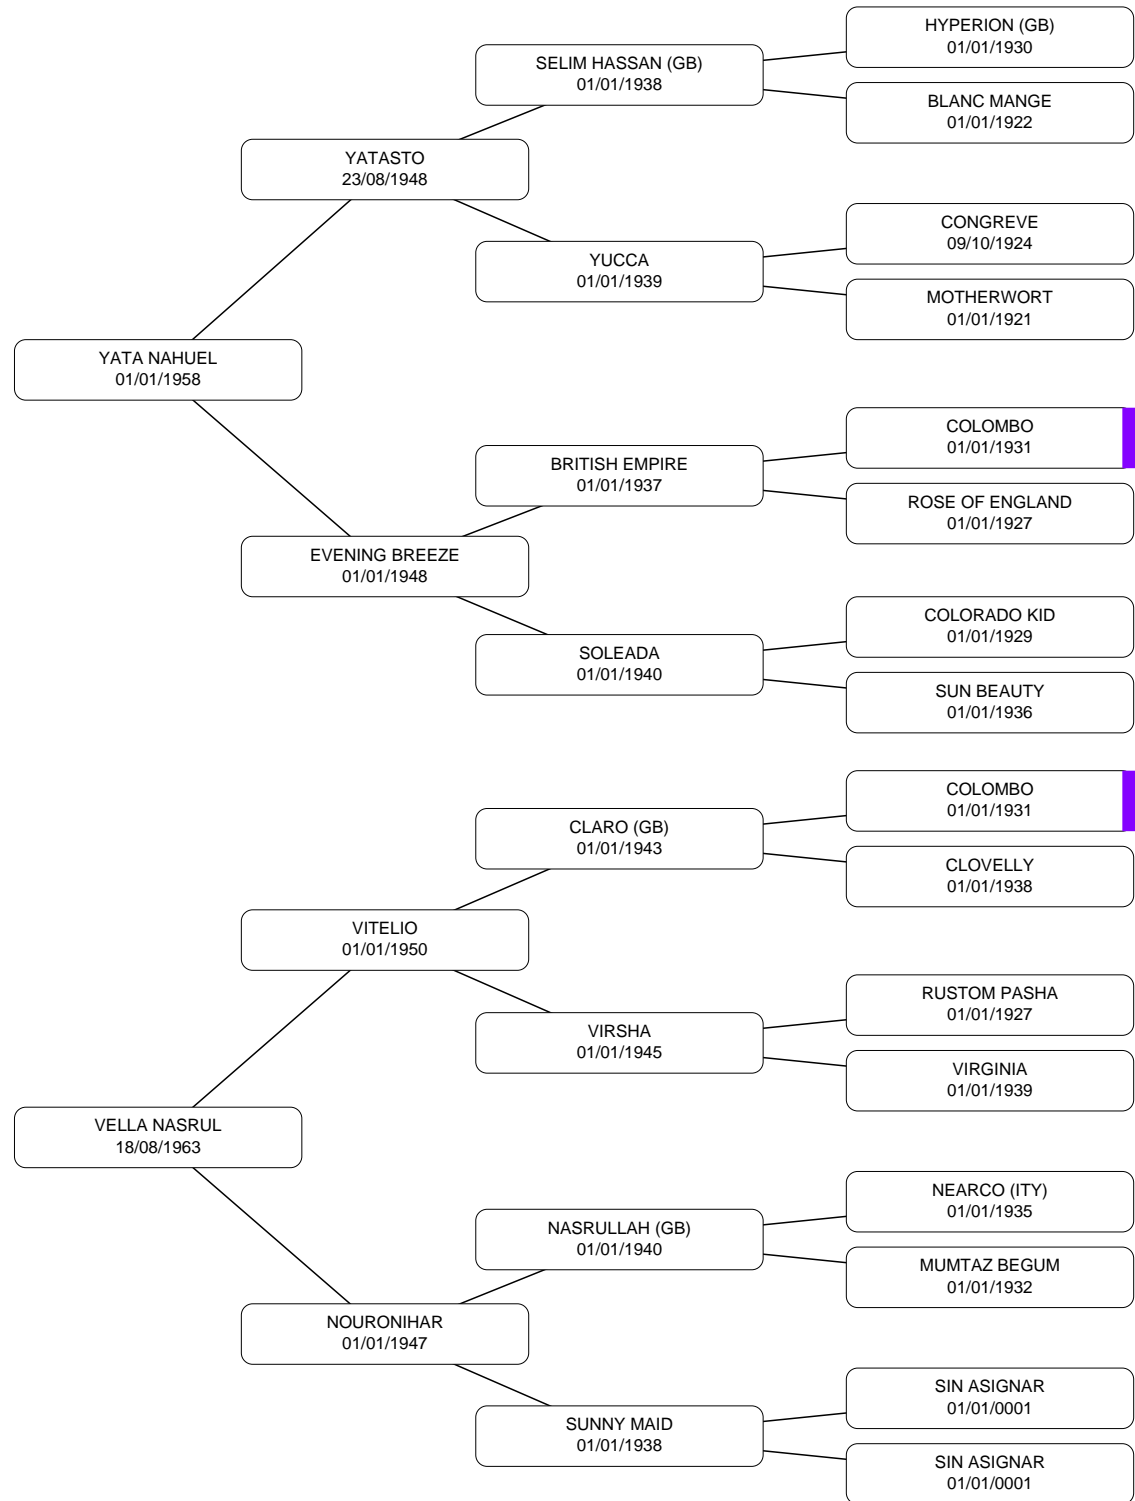 HYPERION (GB)
01/01/1930
SELIM HASSAN (GB)
01/01/1938
BLANC MANGE
01/01/1922
YATASTO
23/08/1948
CONGREVE
09/10/1924
YUCCA
01/01/1939
MOTHERWORT
01/01/1921
YATA NAHUEL
01/01/1958
COLOMBO
01/01/1931
BRITISH EMPIRE
01/01/1937
ROSE OF ENGLAND
01/01/1927
EVENING BREEZE
01/01/1948
COLORADO KID
01/01/1929
SOLEADA
01/01/1940
SUN BEAUTY
01/01/1936
COLOMBO
01/01/1931
CLARO (GB)
01/01/1943
CLOVELLY
01/01/1938
VITELIO
01/01/1950
RUSTOM PASHA
01/01/1927
VIRSHA
01/01/1945
VIRGINIA
01/01/1939
VELLA NASRUL
18/08/1963
NEARCO (ITY)
01/01/1935
NASRULLAH (GB)
01/01/1940
MUMTAZ BEGUM
01/01/1932
NOURONIHAR
01/01/1947
SIN ASIGNAR
01/01/0001
SUNNY MAID
01/01/1938
SIN ASIGNAR
01/01/0001